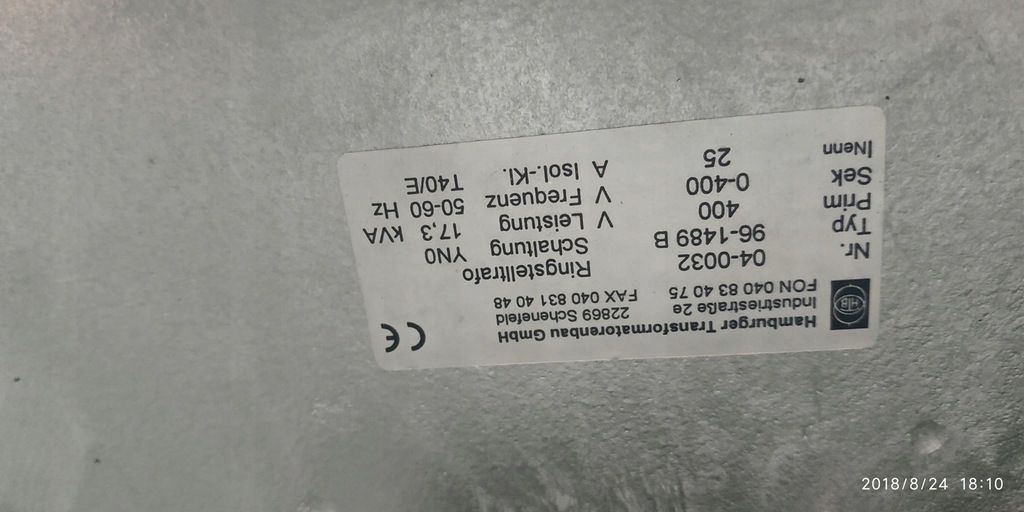 HTB
Hamburger Transformatorenbau GmbH
Industriestraße 2e 22869 Schenefeld
FON 040 83 40 75 FAX 040 831 40 48
CE
Nr. 04-0032 Ringstelltrafo
Typ 96-1489 B Schaltung YN0
Prim 400 V Leistung 17,3 kVA
Sek 0-400 V Frequenz 50-60 Hz
INenn 25 A Isol.-Kl. T40/E
2018/8/24 18:10